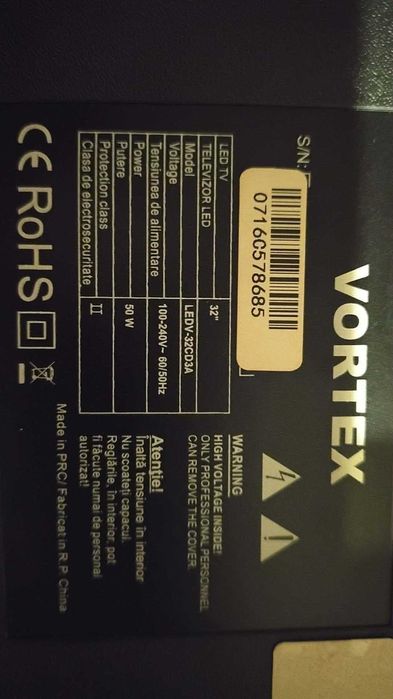 VORTEX
S/N:
0716C578685
LED TV
TELEVIZOR LED
32"
Model
LEDV-32CD3A
Voltage
Tensiunea de alimentare
100-240V~ 60/50Hz
Power
Putere
50 W
Protection class
Clasa de electrosecuritate
II
WARNING
HIGH VOLTAGE INSIDE!
ONLY PROFESSIONAL PERSONNEL
CAN REMOVE THE COVER.
Atenție!
Înaltă tensiune în interior
Nu scoateți capacul.
Reglările, în interior, pot
fi făcute numai de personal
autorizat!
CE RoHS
Made in PRC/ Fabricat in R.P. China